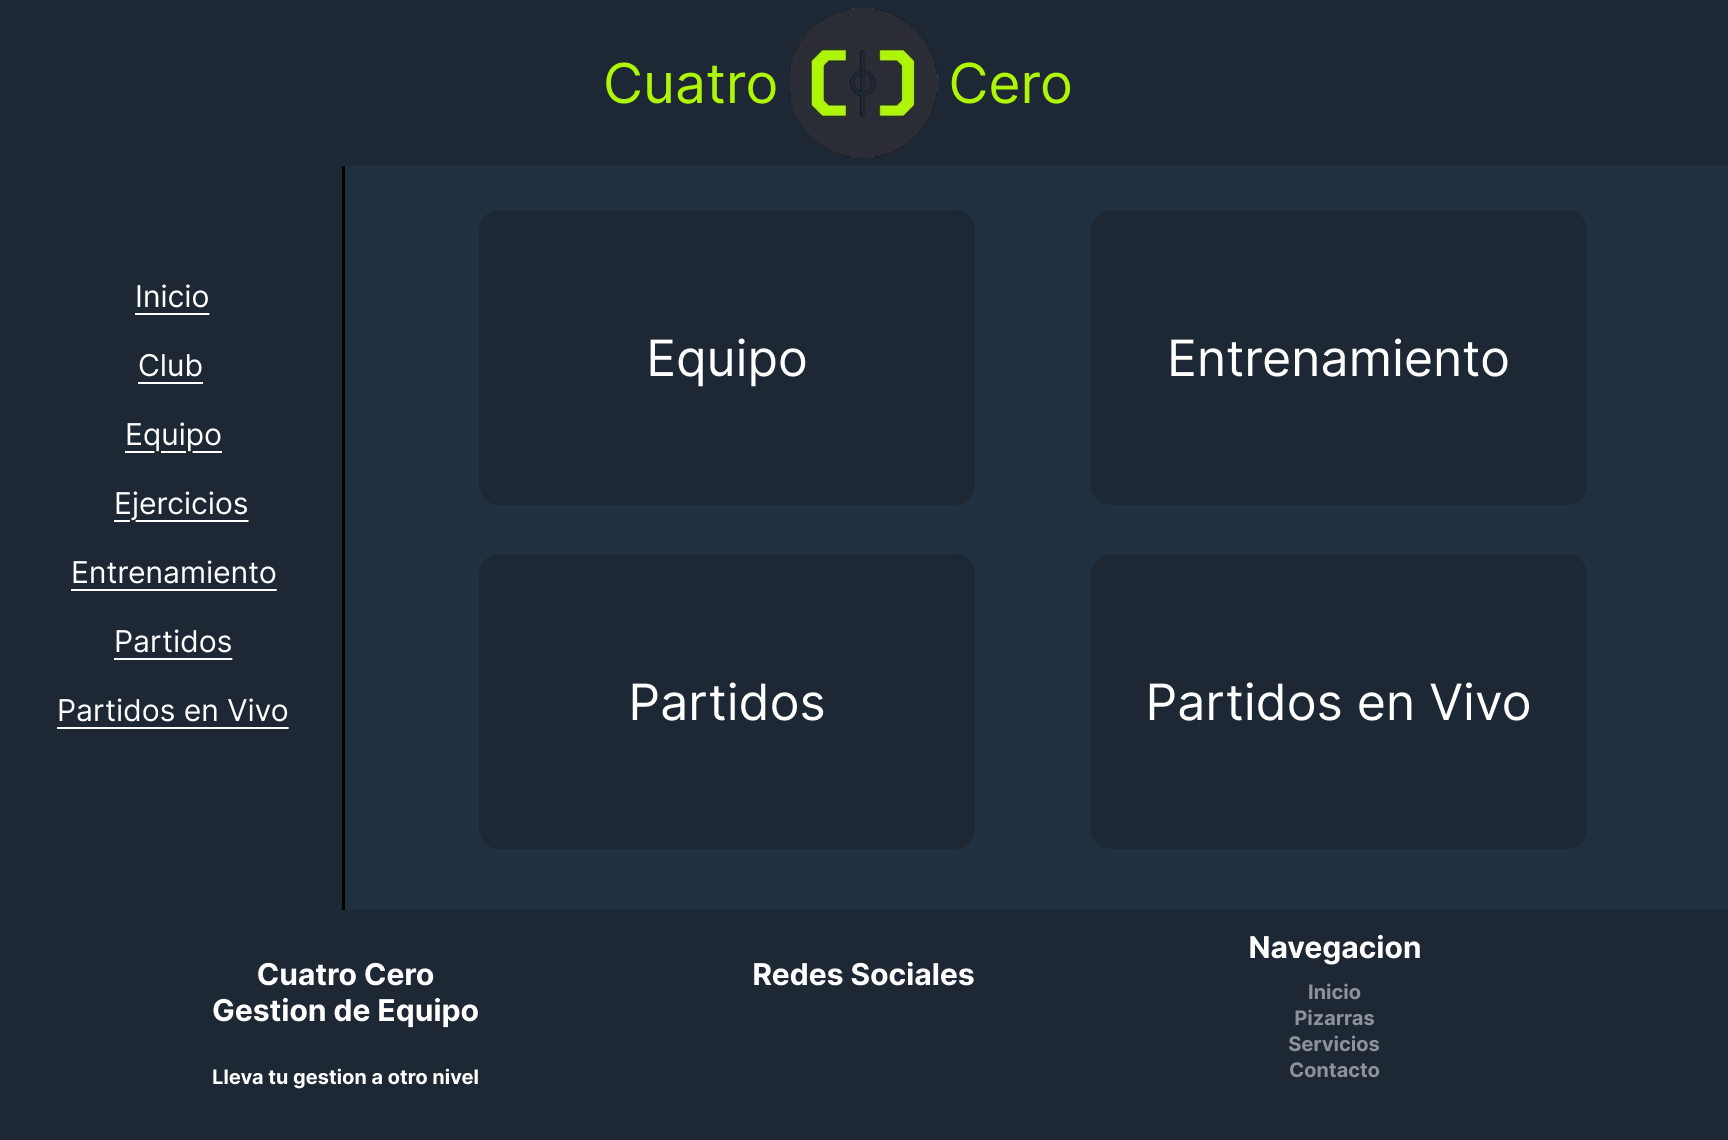 Cuatro Cero
Inicio
Club
Equipo
Ejercicios
Entrenamiento
Partidos
Partidos en Vivo
Equipo
Entrenamiento
Partidos
Partidos en Vivo
Cuatro Cero
Gestion de Equipo
Lleva tu gestion a otro nivel
Redes Sociales
Navegacion
Inicio
Pizarras
Servicios
Contacto